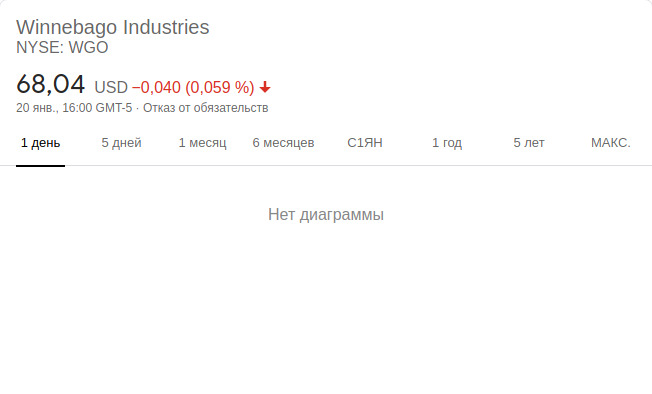 Winnebago Industries
NYSE: WGO
68,04 USD −0,040 (0,059 %)
20 янв., 16:00 GMT-5 · Отказ от обязательств
1 день 5 дней 1 месяц 6 месяцев С1ЯН 1 год 5 лет МАКС.
Нет диаграммы